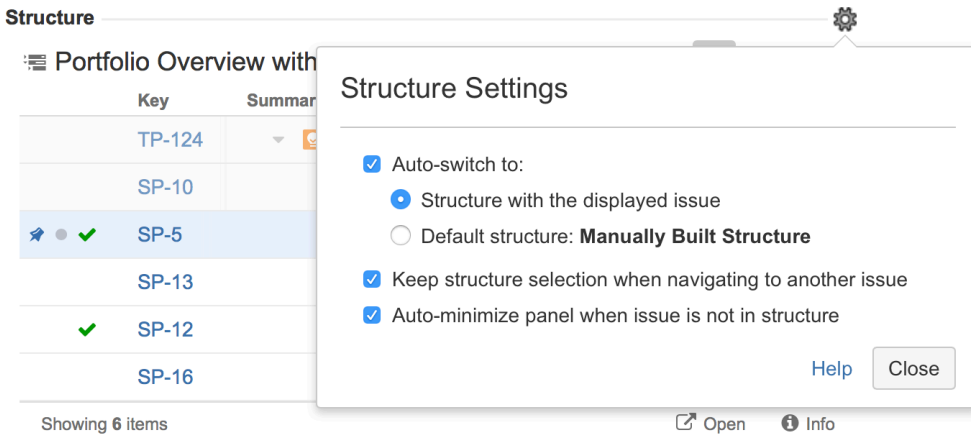 Structure
Portfolio Overview with
Structure Settings
Key Summar
TP-124
Auto-switch to:
SP-10
Structure with the displayed issue
SP-5
Default structure: Manually Built Structure
SP-13
Keep structure selection when navigating to another issue
SP-12
Auto-minimize panel when issue is not in structure
SP-16
Help Close
Showing 6 items
Open Info